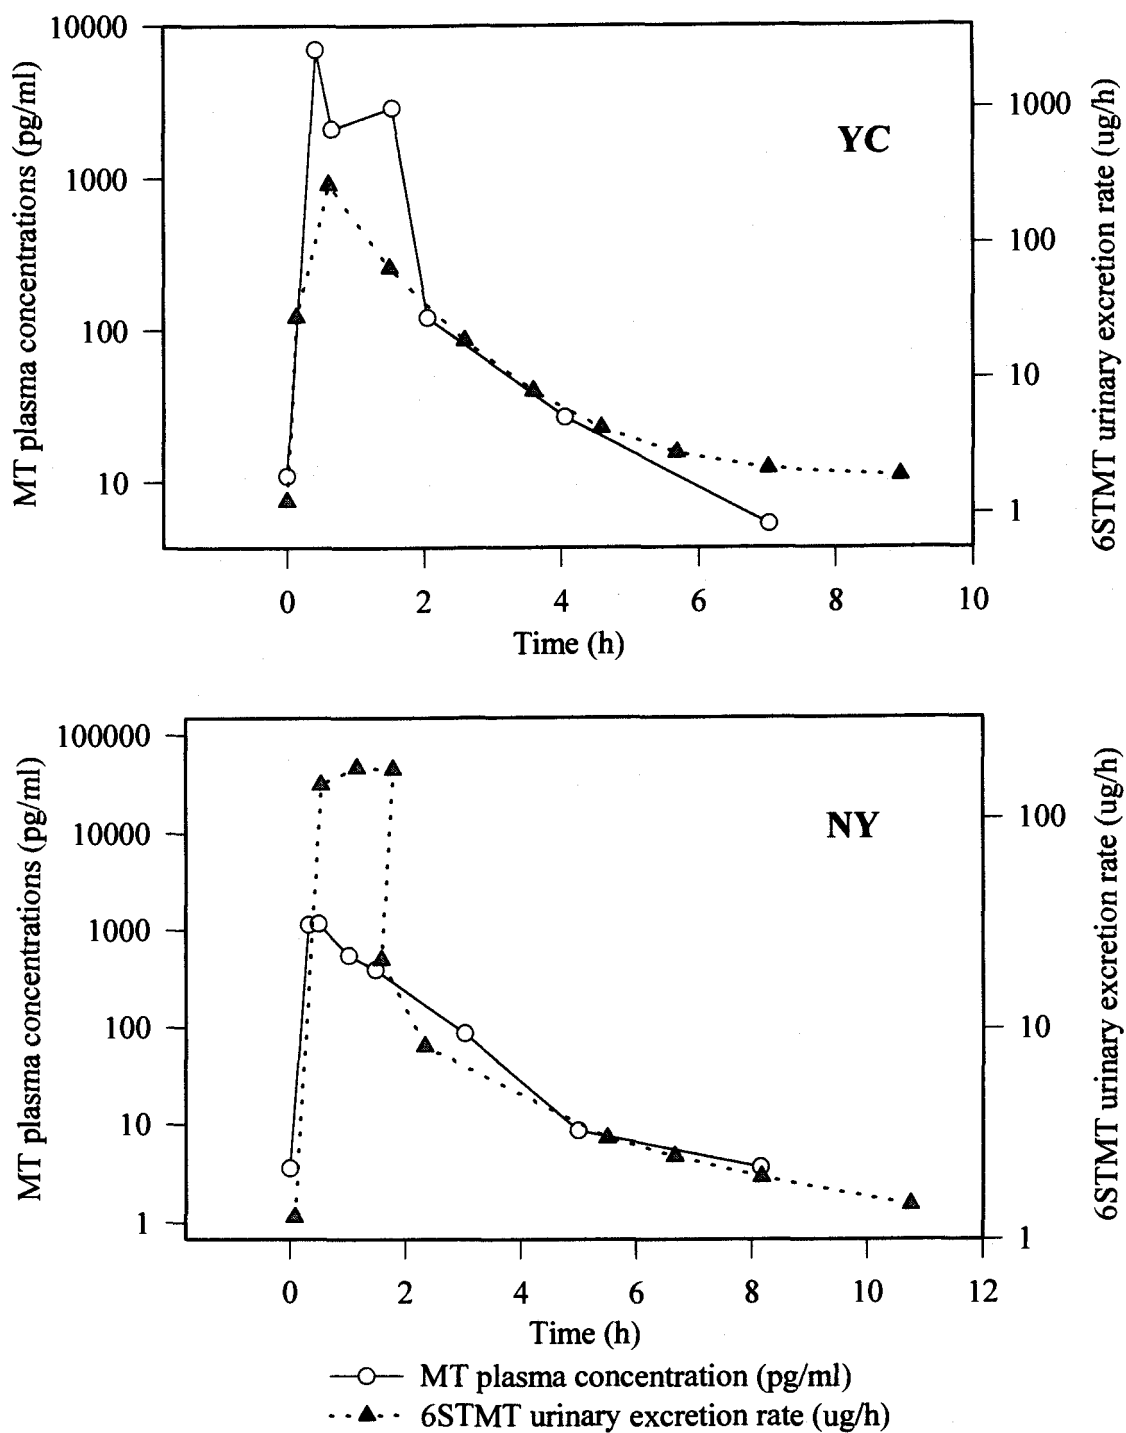 MT plasma concentrations (pg/ml)
10000
1000
100
10
YC
1000
100
10
1
6STMT urinary excretion rate (ug/h)
0 2 4 6 8 10
Time (h)
MT plasma concentrations (pg/ml)
100000
10000
1000
100
10
1
NY
100
10
1
6STMT urinary excretion rate (ug/h)
0 2 4 6 8 10 12
Time (h)
MT plasma concentration (pg/ml)
6STMT urinary excretion rate (ug/h)